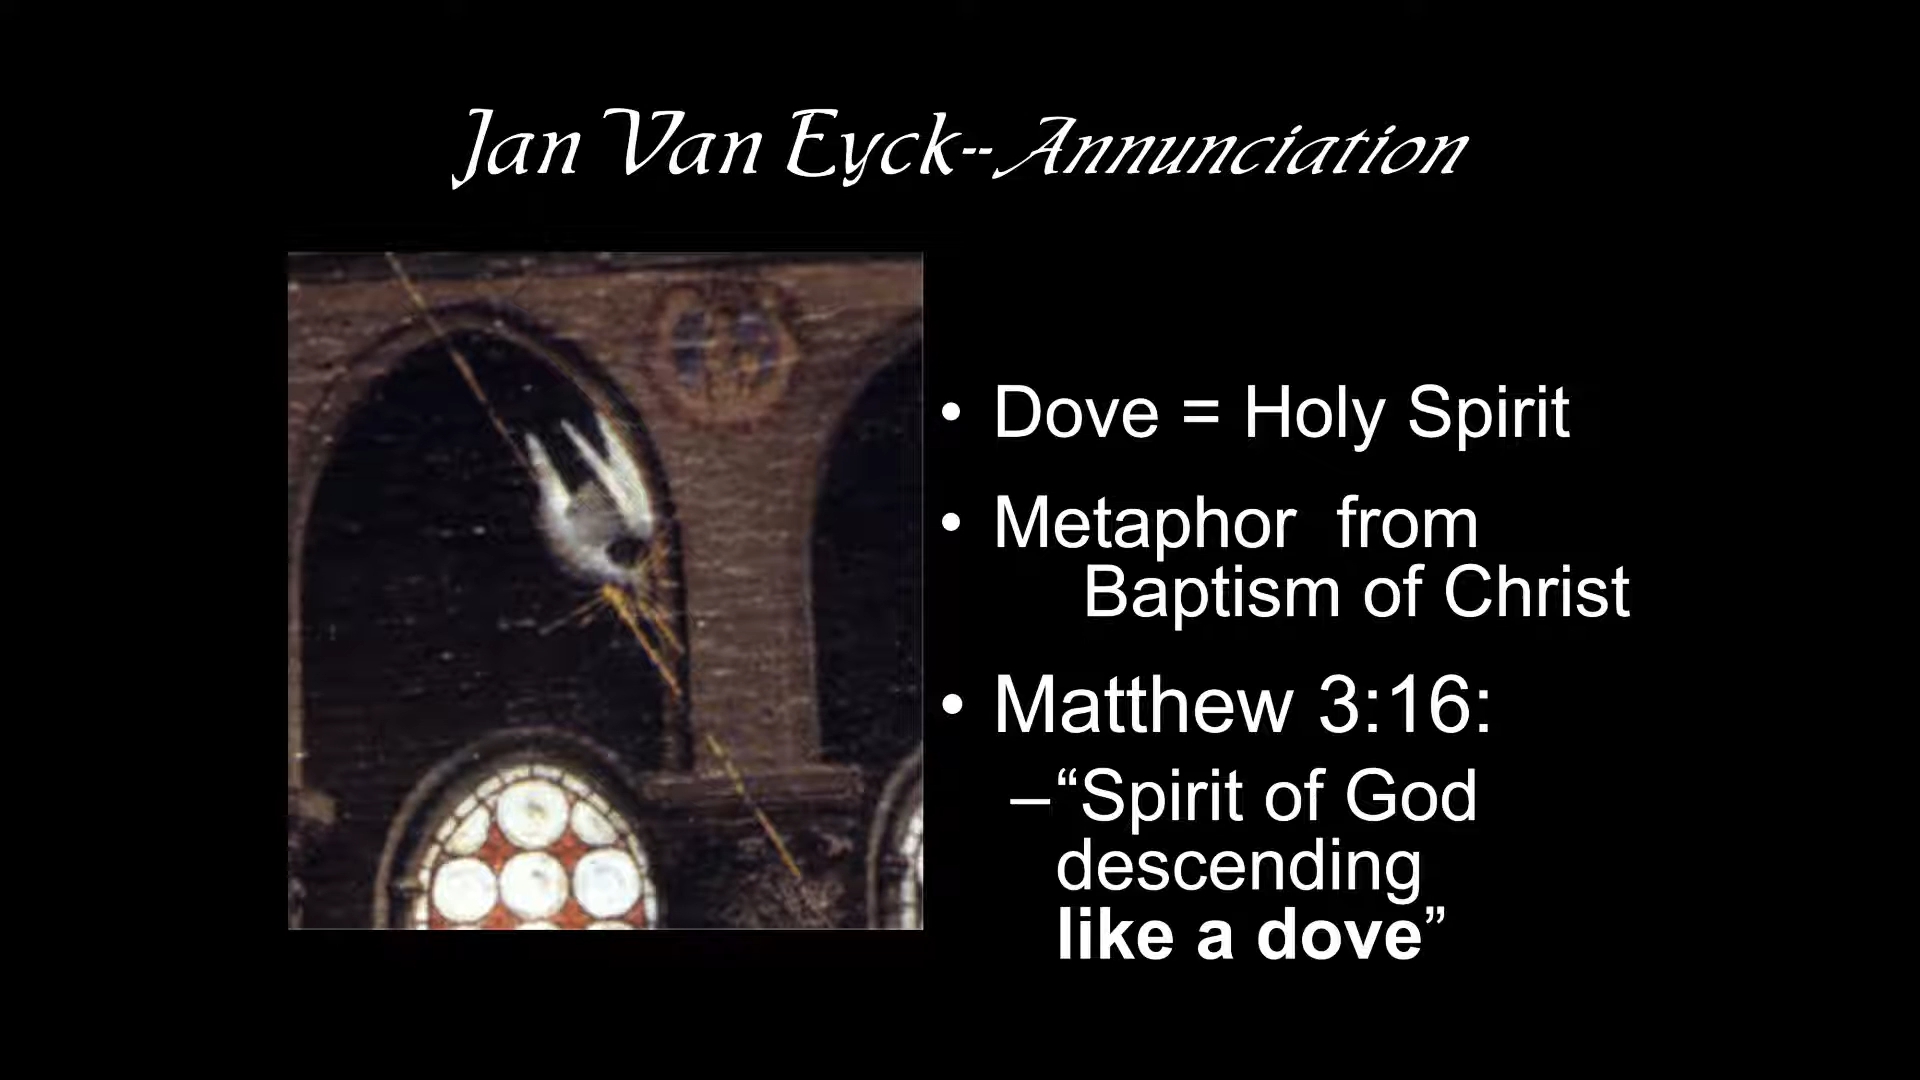 Jan Van Eyck--Annunciation
• Dove = Holy Spirit
• Metaphor  from
Baptism of Christ
• Matthew 3:16:
–“Spirit of God
descending
like a dove”